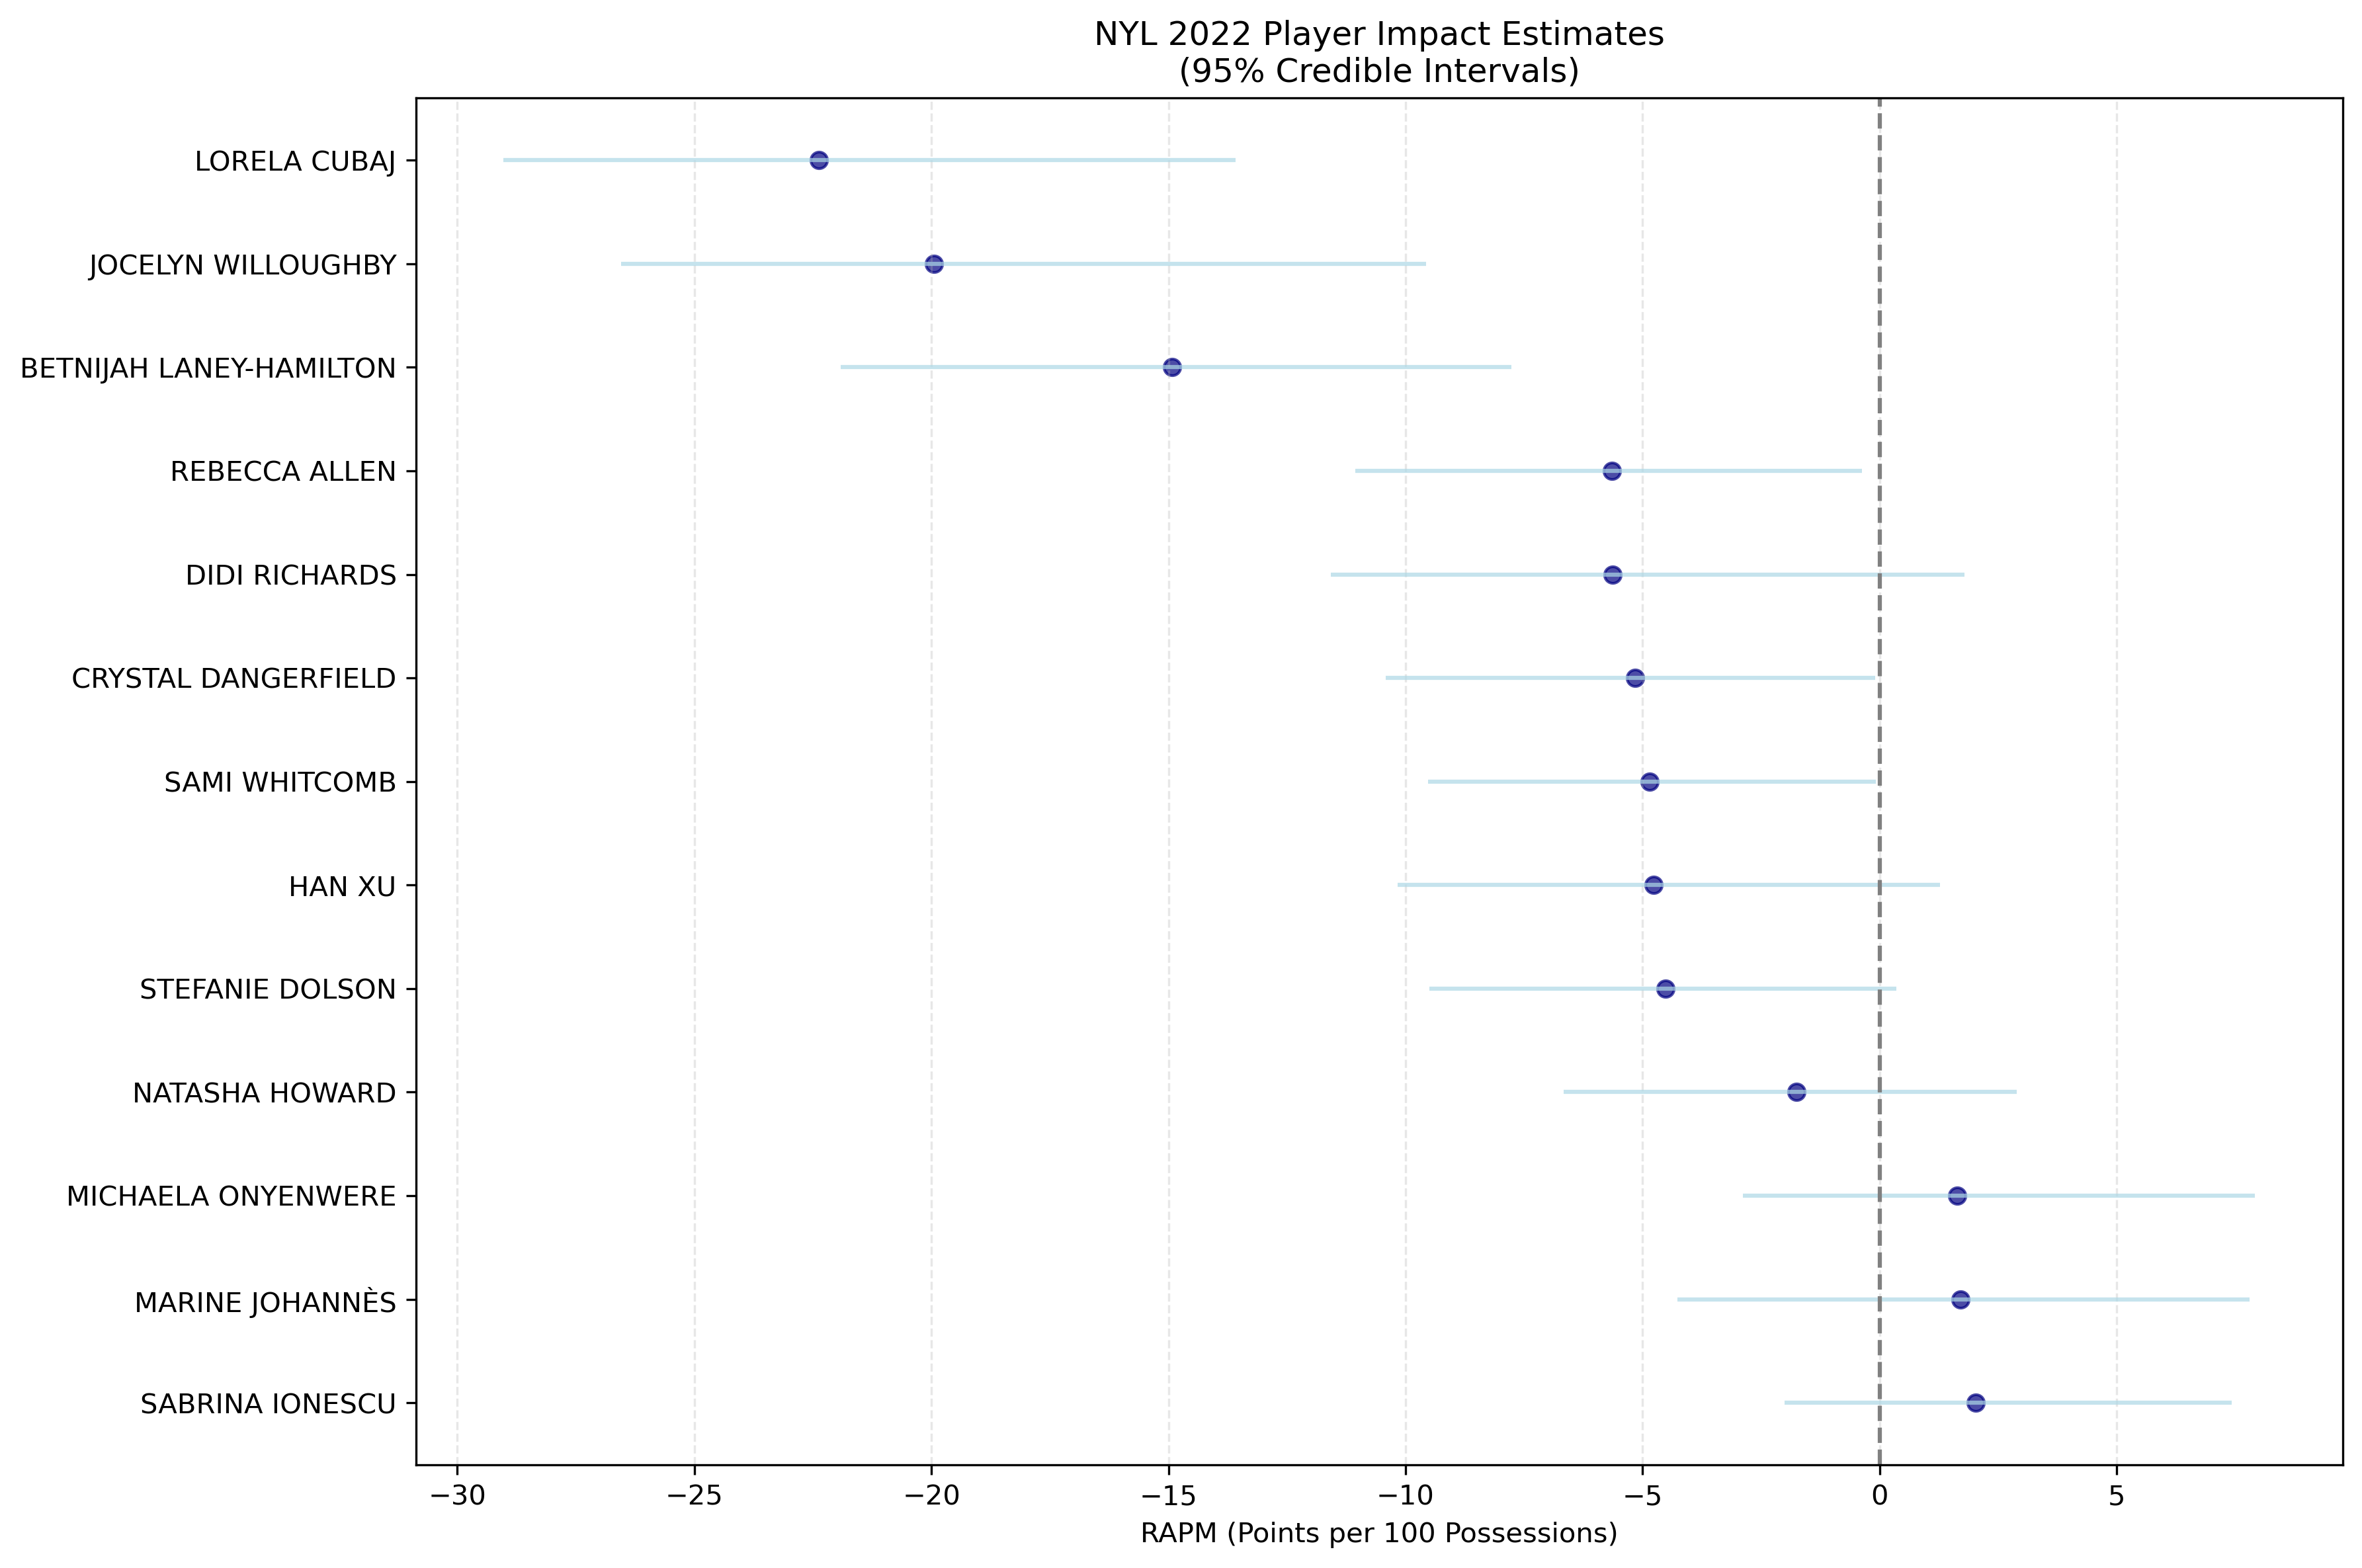 NYL 2022 Player Impact Estimates
(95% Credible Intervals)
LORELA CUBAJ
JOCELYN WILLOUGHBY
BETNIJAH LANEY-HAMILTON
REBECCA ALLEN
DIDI RICHARDS
CRYSTAL DANGERFIELD
SAMI WHITCOMB
HAN XU
STEFANIE DOLSON
NATASHA HOWARD
MICHAELA ONYENWERE
MARINE JOHANNÈS
SABRINA IONESCU
−30 −25 −20 −15 −10 −5 0 5
RAPM (Points per 100 Possessions)